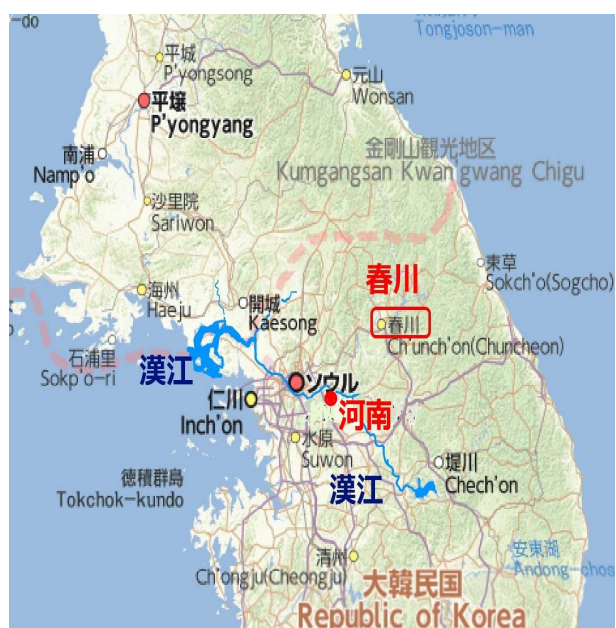 -do
Tongjoson-man
平城
P'yongsong
元山
Wonsan
平壌
P'yongyang
金剛山観光地区
Kumgangsan Kwan'gwang Chigu
南浦
Namp'o
沙里院
Sariwon
束草
Sokch'o(Sogcho)
春川
海州
Haeju
開城
Kaesong
春川
Ch'unch'on(Chuncheon)
石浦里
Sokp'o-ri
漢江
ソウル
仁川
Inch'on
河南
水原
Suwon
漢江
堤川
Chech'on
徳積群島
Tokchok-kundo
清州
Ch'ongju(Cheongju)
安東湖
Andong-chos
大韓民国
Republic of Korea